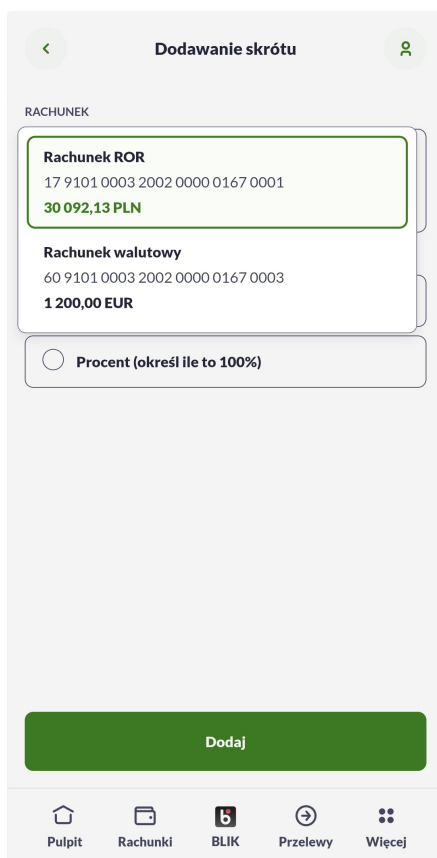 Dodawanie skrótu
RACHUNEK
Rachunek ROR
17 9101 0003 2002 0000 0167 0001
30 092,13 PLN
Rachunek walutowy
60 9101 0003 2002 0000 0167 0003
1 200,00 EUR
Procent (określ ile to 100%)
Dodaj
Pulpit Rachunki BLIK Przelewy Więcej